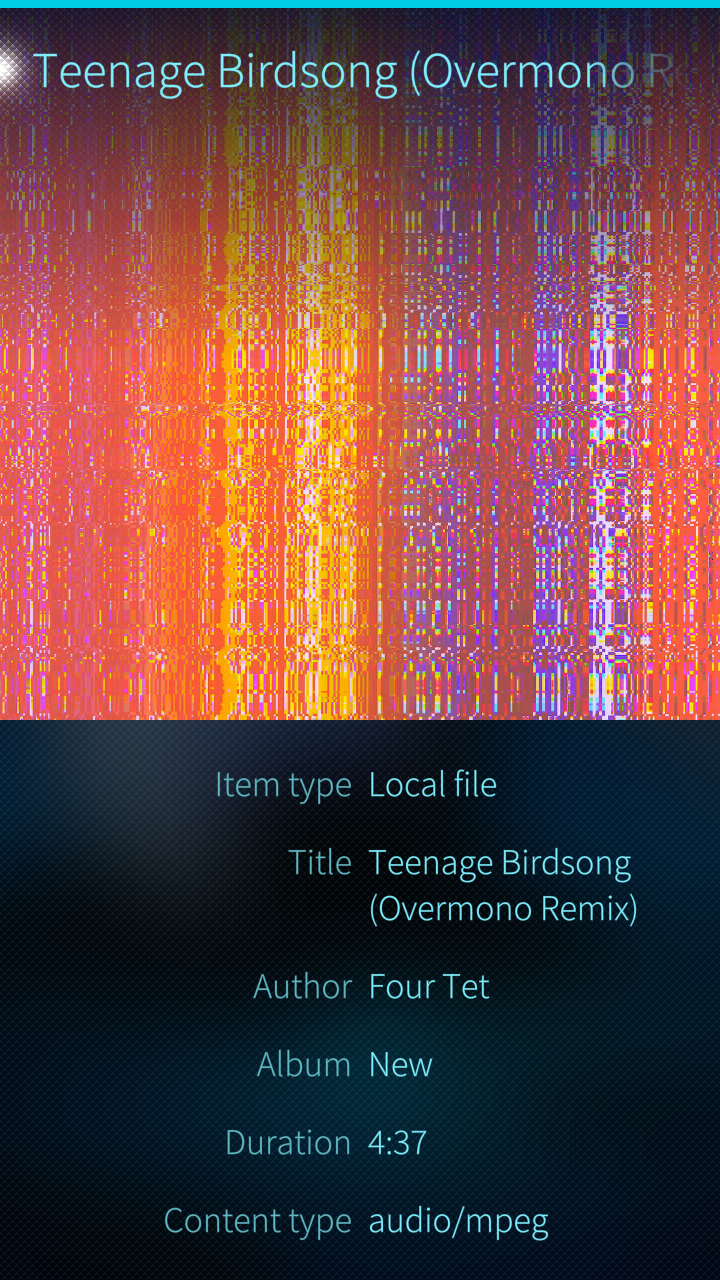 Teenage Birdsong (Overmono R
Item type Local file
Title Teenage Birdsong
(Overmono Remix)
Author Four Tet
Album New
Duration 4:37
Content type audio/mpeg